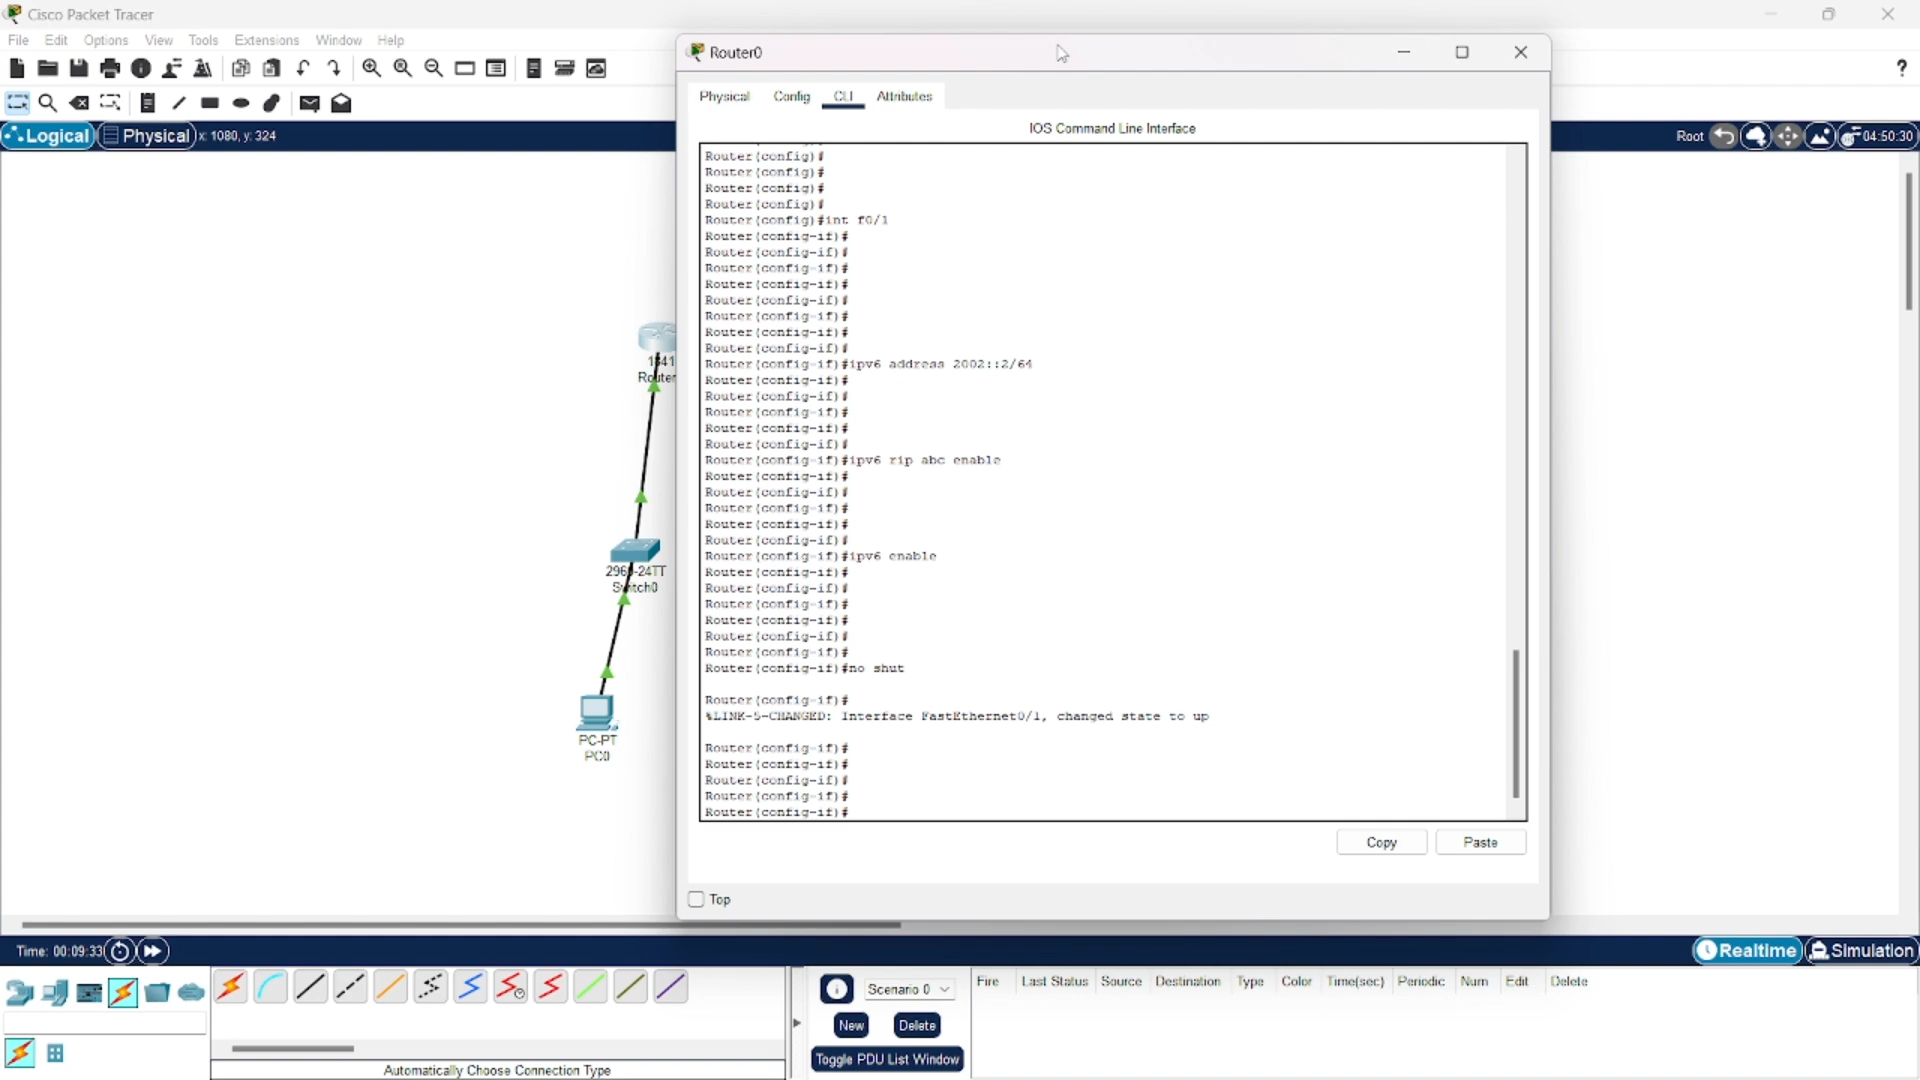 Cisco Packet Tracer
File Edit Options View Tools Extensions Window Help
?
Logical Physical x: 1080, y: 324
Root 04:50:30
1841
Router
2960-24TT
Switch0
PC-PT
PC0
Router0
Physical Config CLI Attributes
IOS Command Line Interface
Router(config)#
Router(config)#
Router(config)#
Router(config)#
Router(config)#int f0/1
Router(config-if)#
Router(config-if)#
Router(config-if)#
Router(config-if)#
Router(config-if)#
Router(config-if)#
Router(config-if)#
Router(config-if)#
Router(config-if)#ipv6 address 2002::2/64
Router(config-if)#
Router(config-if)#
Router(config-if)#
Router(config-if)#
Router(config-if)#
Router(config-if)#ipv6 rip abc enable
Router(config-if)#
Router(config-if)#
Router(config-if)#
Router(config-if)#
Router(config-if)#
Router(config-if)#ipv6 enable
Router(config-if)#
Router(config-if)#
Router(config-if)#
Router(config-if)#
Router(config-if)#
Router(config-if)#
Router(config-if)#no shut
Router(config-if)#
%LINK-5-CHANGED: Interface FastEthernet0/1, changed state to up
Router(config-if)#
Router(config-if)#
Router(config-if)#
Router(config-if)#
Router(config-if)#
Copy Paste
Top
Time: 00:09:33
Realtime Simulation
Scenario 0
New Delete
Toggle PDU List Window
Fire Last Status Source Destination Type Color Time(sec) Periodic Num Edit Delete
Automatically Choose Connection Type